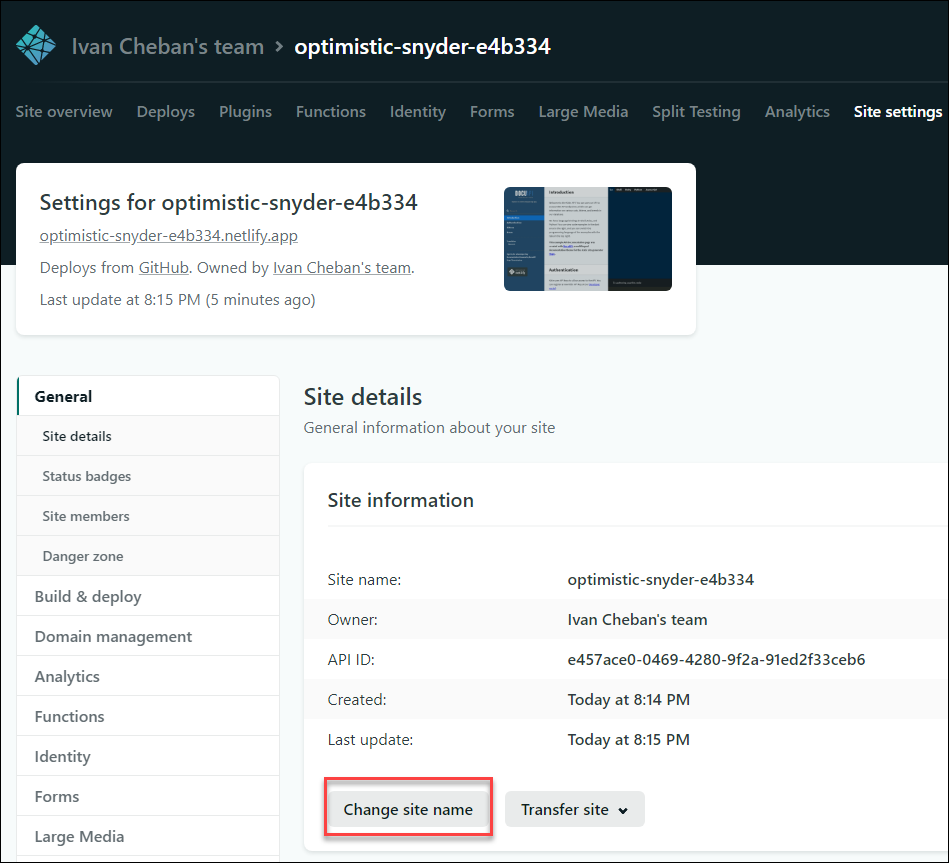 Ivan Cheban's team > optimistic-snyder-e4b334
Site overview Deploys Plugins Functions Identity Forms Large Media Split Testing Analytics Site settings
Settings for optimistic-snyder-e4b334
optimistic-snyder-e4b334.netlify.app
Deploys from GitHub. Owned by Ivan Cheban's team.
Last update at 8:15 PM (5 minutes ago)
Introduction
Authentication
General
Site details
Status badges
Site members
Danger zone
Build & deploy
Domain management
Analytics
Functions
Identity
Forms
Large Media
Site details
General information about your site
Site information
Site name: optimistic-snyder-e4b334
Owner: Ivan Cheban's team
API ID: e457ace0-0469-4280-9f2a-91ed2f33ceb6
Created: Today at 8:14 PM
Last update: Today at 8:15 PM
Change site name Transfer site